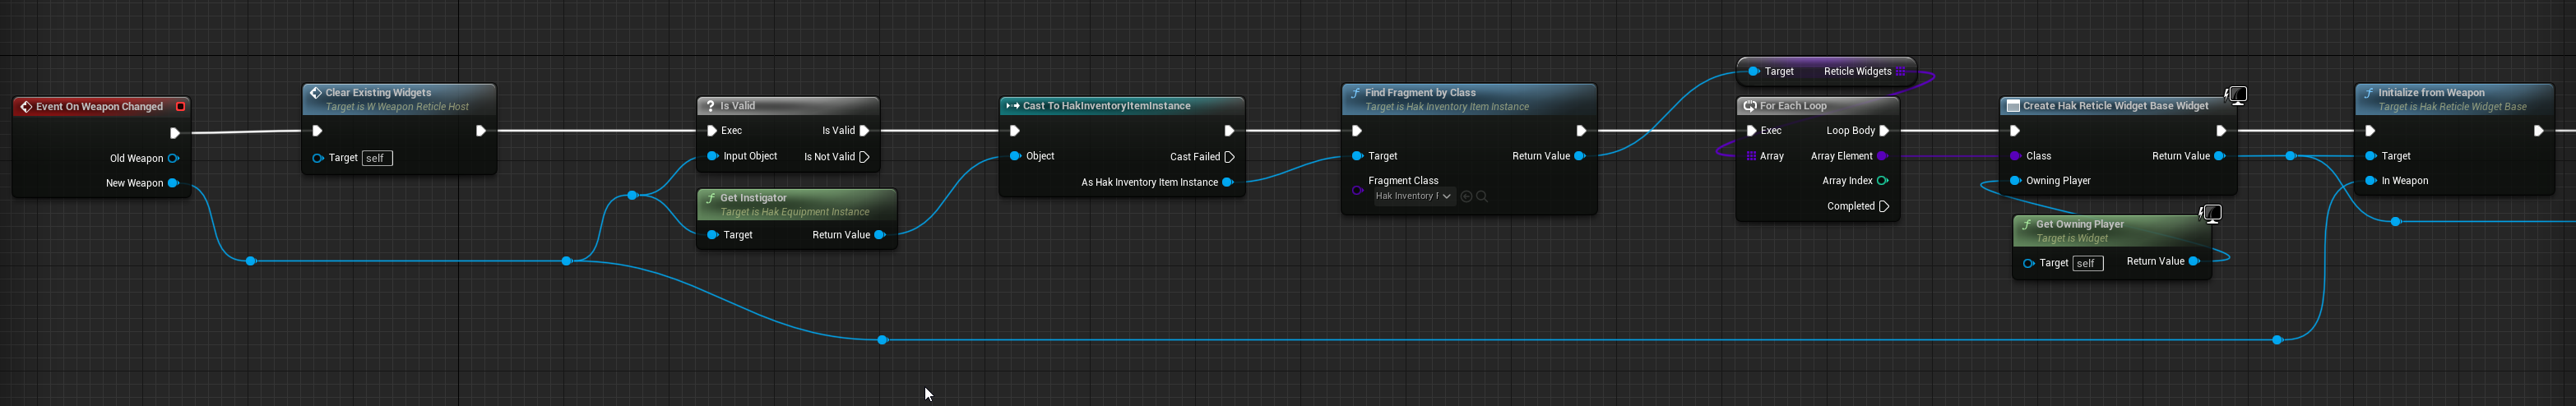 Event On Weapon Changed
Old Weapon
New Weapon
Clear Existing Widgets
Target is W Weapon Reticle Host
Target self
Is Valid
Exec Is Valid
Input Object Is Not Valid
Get Instigator
Target is Hak Equipment Instance
Target Return Value
Cast To HakInventoryItemInstance
Object Cast Failed
As Hak Inventory Item Instance
Find Fragment by Class
Target is Hak Inventory Item Instance
Target Return Value
Fragment Class
Hak Inventory F
Target Reticle Widgets
For Each Loop
Exec Loop Body
Array Array Element
Array Index
Completed
Create Hak Reticle Widget Base Widget
Class Return Value
Owning Player
Get Owning Player
Target is Widget
Target self Return Value
Initialize from Weapon
Target is Hak Reticle Widget Base
Target
In Weapon